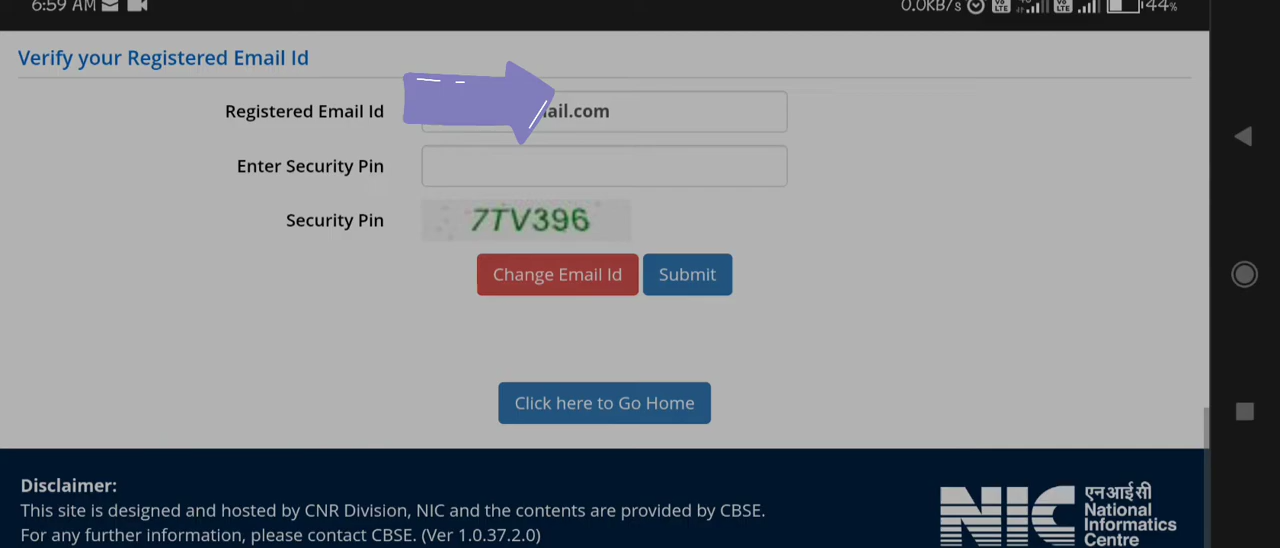 6:59 AM 0.0KB/s 44%
Verify your Registered Email Id
Registered Email Id ail.com
Enter Security Pin
Security Pin 7TV396
Change Email Id Submit
Click here to Go Home
Disclaimer:
This site is designed and hosted by CNR Division, NIC and the contents are provided by CBSE.
For any further information, please contact CBSE. (Ver 1.0.37.2.0)
NIC
एन आई सी
National
Informatics
Centre